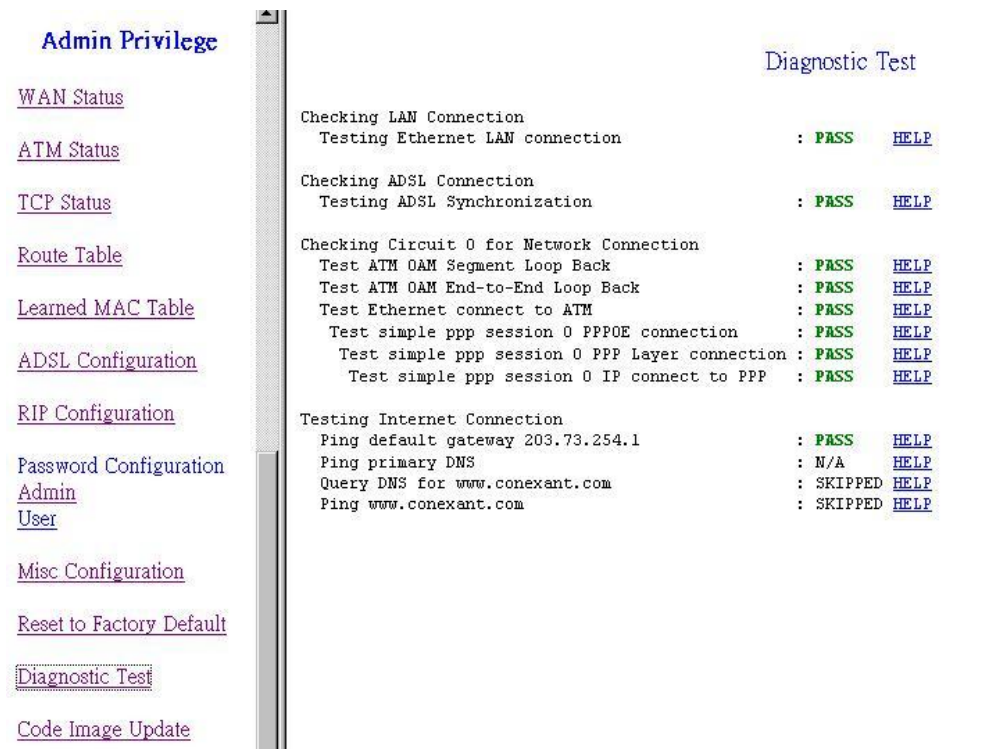 Admin Privilege
WAN Status
ATM Status
TCP Status
Route Table
Learned MAC Table
ADSL Configuration
RIP Configuration
Password Configuration
Admin
User
Misc Configuration
Reset to Factory Default
Diagnostic Test
Code Image Update
Diagnostic Test
Checking LAN Connection
Testing Ethernet LAN connection : PASS HELP
Checking ADSL Connection
Testing ADSL Synchronization : PASS HELP
Checking Circuit 0 for Network Connection
Test ATM OAM Segment Loop Back : PASS HELP
Test ATM OAM End-to-End Loop Back : PASS HELP
Test Ethernet connect to ATM : PASS HELP
Test simple ppp session 0 PPPOE connection : PASS HELP
Test simple ppp session 0 PPP Layer connection : PASS HELP
Test simple ppp session 0 IP connect to PPP : PASS HELP
Testing Internet Connection
Ping default gateway 203.73.254.1 : PASS HELP
Ping primary DNS : N/A HELP
Query DNS for www.conexant.com : SKIPPED HELP
Ping www.conexant.com : SKIPPED HELP